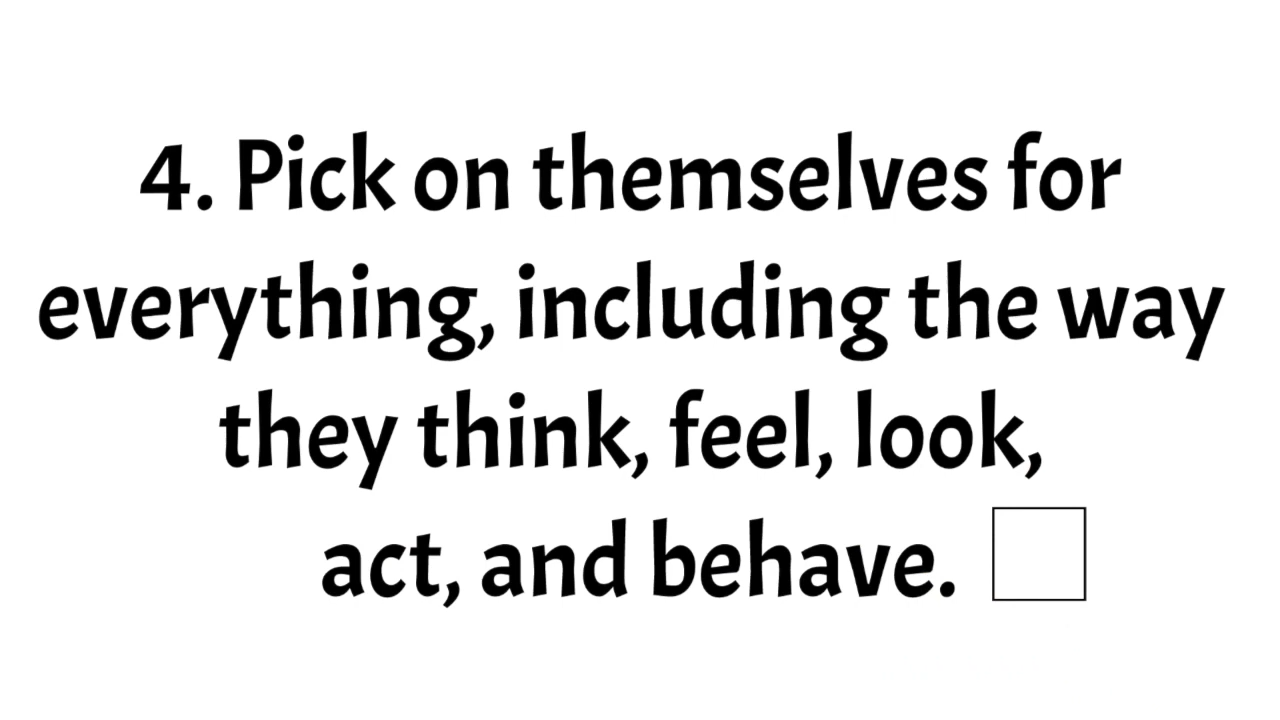 4. Pick on themselves for
everything, including the way
they think, feel, look,
act, and behave.